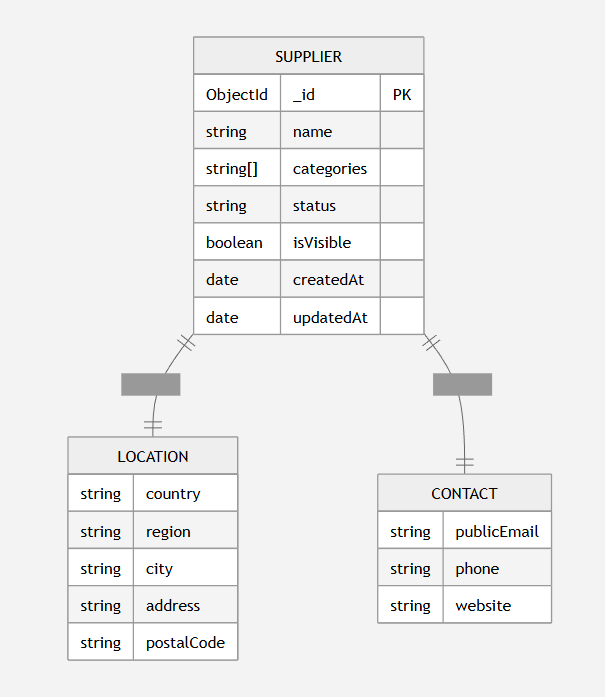 SUPPLIER
ObjectId _id PK
string name
string[] categories
string status
boolean isVisible
date createdAt
date updatedAt
LOCATION
string country
string region
string city
string address
string postalCode
CONTACT
string publicEmail
string phone
string website